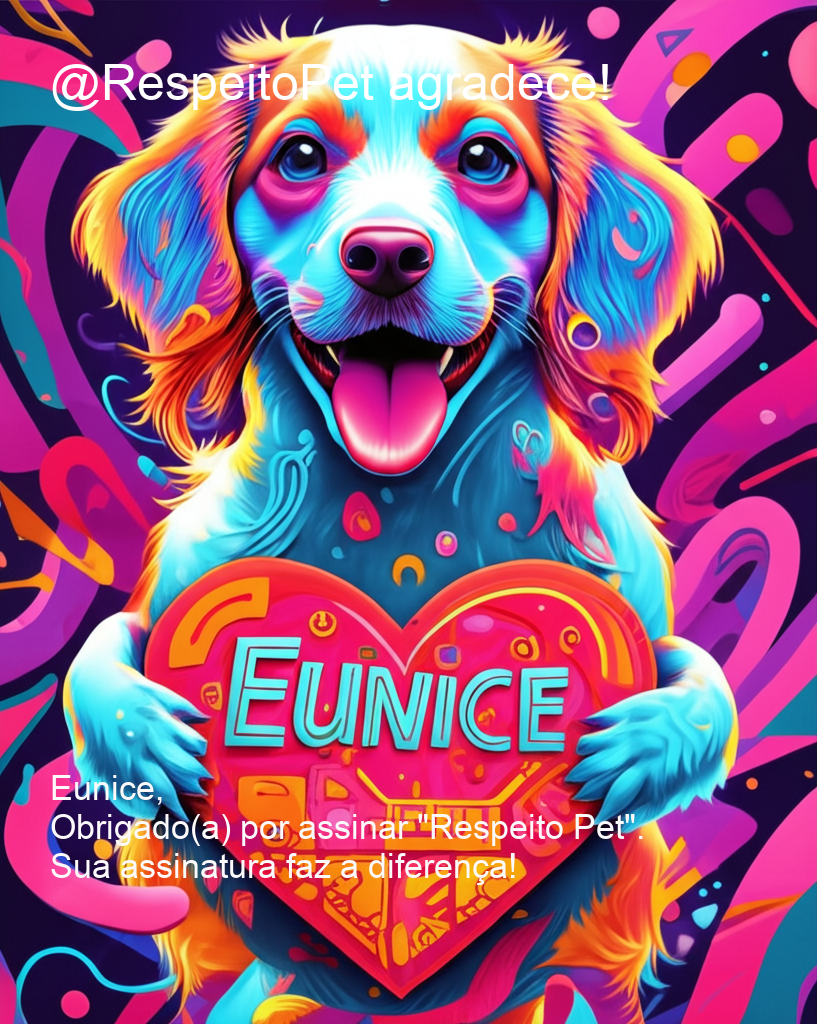 @RespeitoPet agradece!
EUNICE
Eunice,
Obrigado(a) por assinar "Respeito Pet".
Sua assinatura faz a diferença!